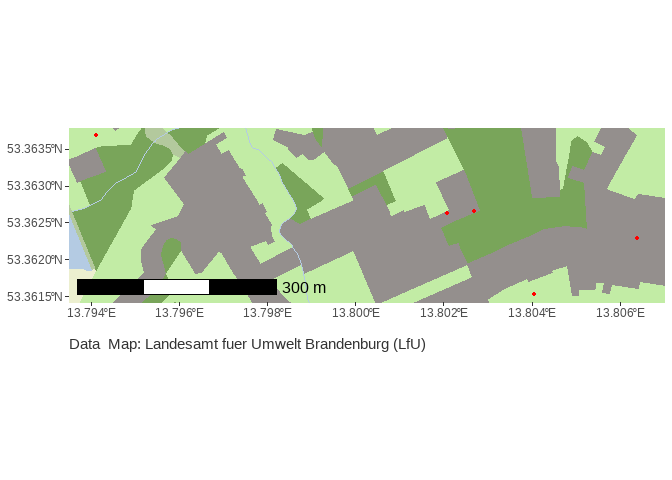 53.3635°N
53.3630°N
53.3625°N
53.3620°N
53.3615°N
300 m
13.794°E 13.796°E 13.798°E 13.800°E 13.802°E 13.804°E 13.806°E
Data Map: Landesamt fuer Umwelt Brandenburg (LfU)